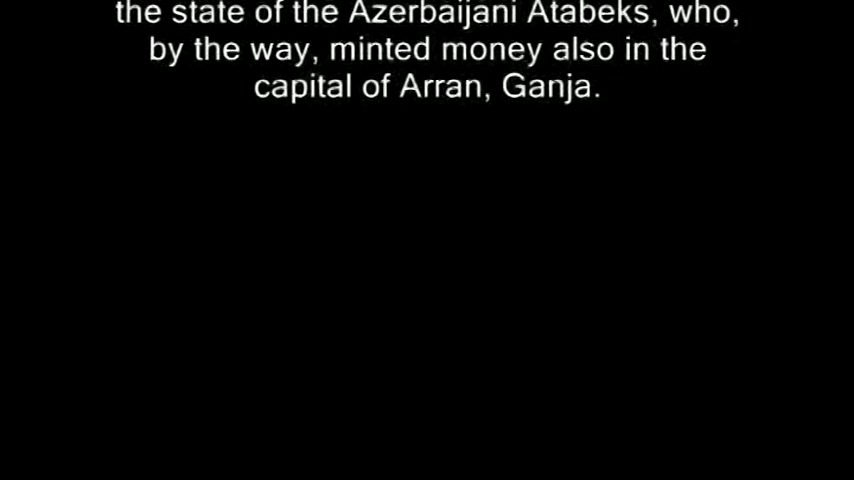 the state of the Azerbaijani Atabeks, who,
by the way, minted money also in the
capital of Arran, Ganja.